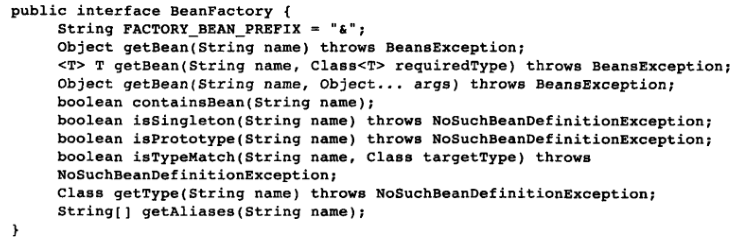 public interface BeanFactory {
String FACTORY_BEAN_PREFIX = "&";
Object getBean(String name) throws BeansException;
<T> T getBean(String name, Class<T> requiredType) throws BeansException;
Object getBean(String name, Object... args) throws BeansException;
boolean containsBean(String name);
boolean isSingleton(String name) throws NoSuchBeanDefinitionException;
boolean isPrototype(String name) throws NoSuchBeanDefinitionException;
boolean isTypeMatch(String name, Class targetType) throws
NoSuchBeanDefinitionException;
Class getType(String name) throws NoSuchBeanDefinitionException;
String[] getAliases(String name);
}